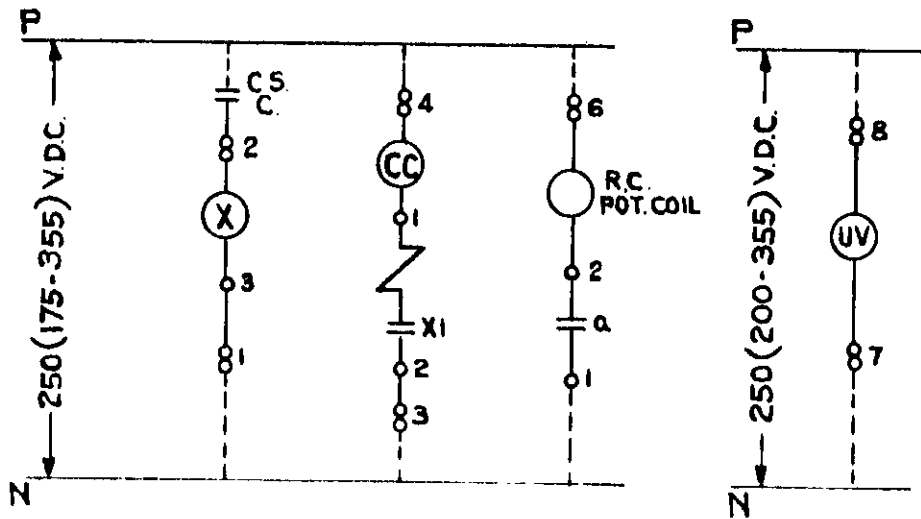 P
250(175-355) V.D.C.
N
C.S.
C.
2
X
3
1
4
CC
1
X1
2
3
6
R.C.
POT. COIL
2
a
1
P
250(200-355) V.D.C.
N
8
UV
7